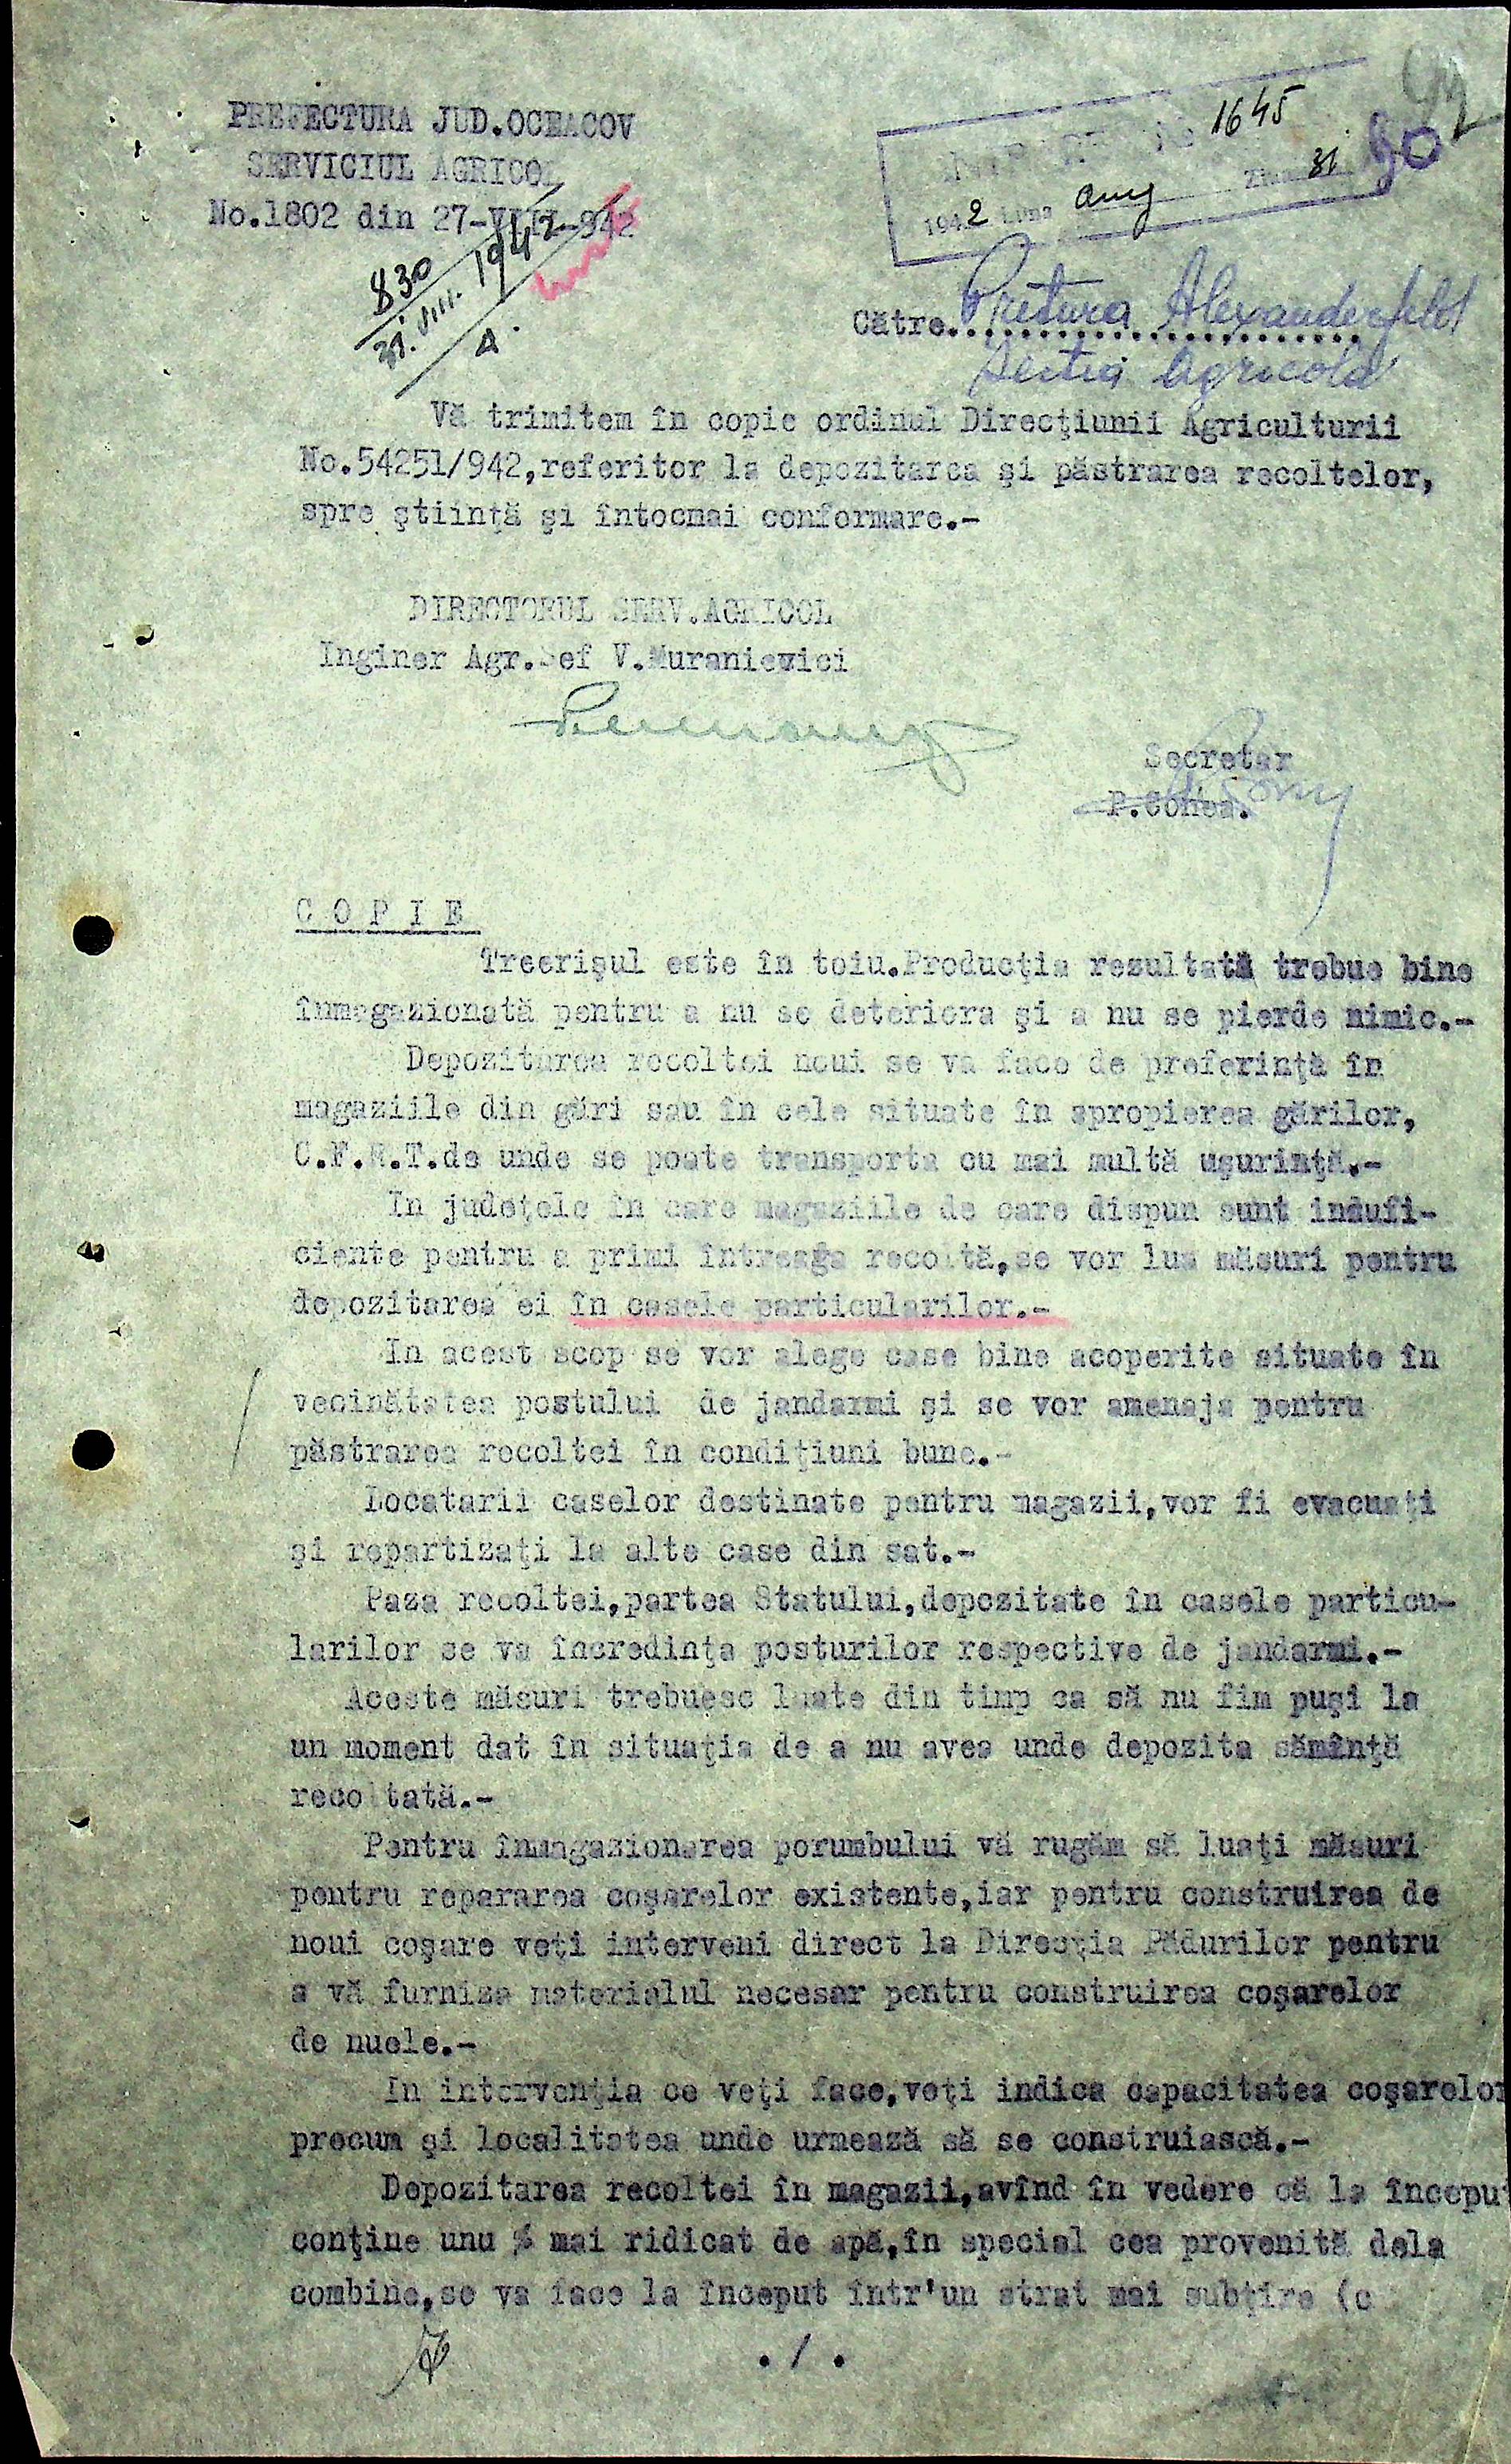 PREFECTURA JUD.OCEACOV
SERVICIUL AGRICOL
No.1802 din 27-VIII-942
1645
1942 Luna aug Ziua 31
90
830
31.VIII.1942
A.
Către Pretura Alexanderfeld
Secția Agricolă
Vă trimitem în copie ordinul Direcţiunii Agriculturii
No.54251/942,referitor la depozitarea şi păstrarea recoltelor,
spre ştiinţă şi întocmai conformare.-
DIRECTORUL SERV.AGRICOL
Inginer Agr.Sef V.Muranievici
Secretar
P.Conea.
C O P I E
Treerişul este în toiu.Producţia rezultată trebue bine
înmagazionată pentru a nu se deteriora şi a nu se pierde nimic.-
Depozitarea recoltei noui se va face de preferinţă în
magaziile din gări sau în cele situate în apropierea gărilor,
C.F.R.T.de unde se poate transporta cu mai multă uşurinţă.-
In judeţele în care magaziile de care dispun sunt indufi-
ciente pentru a primi întreaga recoltă,se vor lua măsuri pentru
depozitarea ei în casele particularilor.-
In acest scop se vor alege case bine acoperite situate în
vecinătatea postului de jandarmi şi se vor amenaja pentru
păstrarea recoltei în condiţiuni bune.-
Locatarii caselor destinate pentru magazii,vor fi evacuaţi
şi repartizaţi la alte case din sat.-
Paza recoltei,partea Statului,depozitate în casele particu-
larilor se va încredinţa posturilor respective de jandarmi.-
Aceste măsuri trebuesc luate din timp ca să nu fim puşi la
un moment dat în situaţia de a nu avea unde depozita sămînţă
recoltată.-
Pentru înmagazionarea porumbului vă rugăm să luaţi măsuri
pentru repararea coşarelor existente,iar pentru construirea de
noui coşare veţi interveni direct la Direcţia Pădurilor pentru
a vă furniza materialul necesar pentru construirea coşarelor
de nuele.-
In intervenţia ce veţi face,veţi indica capacitatea coşarelor
precum şi localitatea unde urmează să se construiască.-
Depozitarea recoltei în magazii,avînd în vedere că la început
conţine unu % mai ridicat de apă,în special cea provenită dela
combine,se va face la început într'un strat mai subţire (c
. / .